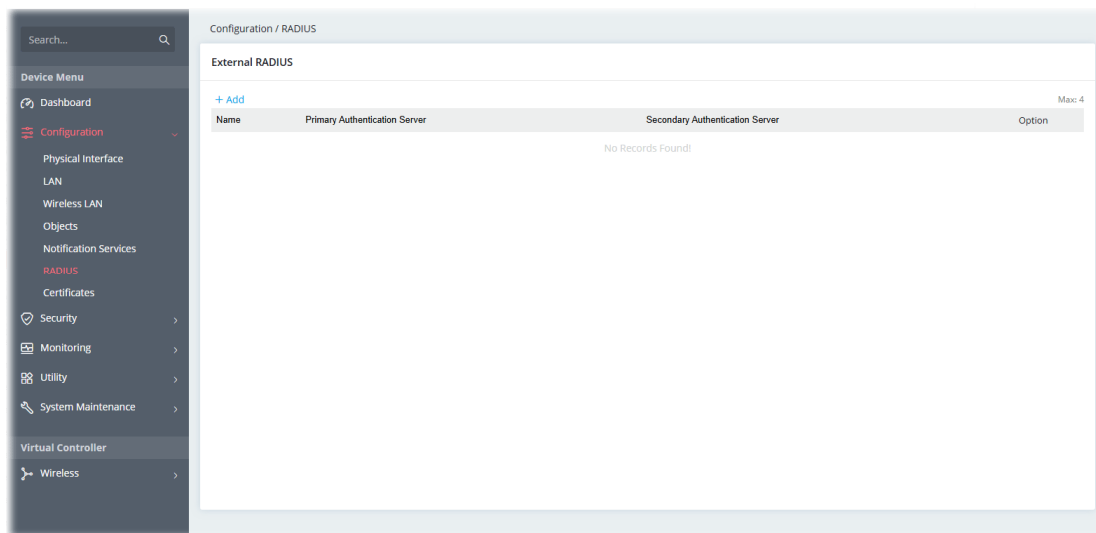 Search...
Device Menu
Dashboard
Configuration
Physical Interface
LAN
Wireless LAN
Objects
Notification Services
RADIUS
Certificates
Security
Monitoring
Utility
System Maintenance
Virtual Controller
Wireless
Configuration / RADIUS
External RADIUS
+ Add Max: 4
Name Primary Authentication Server Secondary Authentication Server Option
No Records Found!